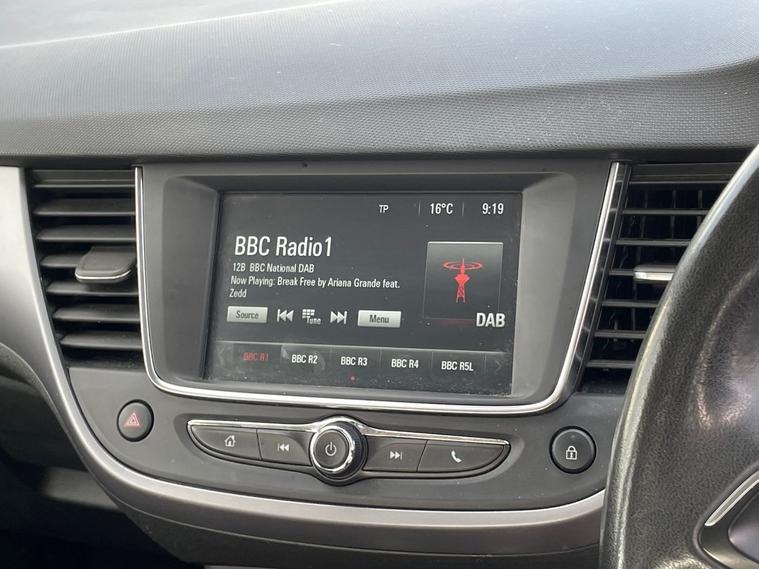 TP 16°C 9:19
BBC Radio1
12B BBC National DAB
Now Playing: Break Free by Ariana Grande feat.
Zedd
Source Tune Menu
DAB
BBC R1 BBC R2 BBC R3 BBC R4 BBC R5L